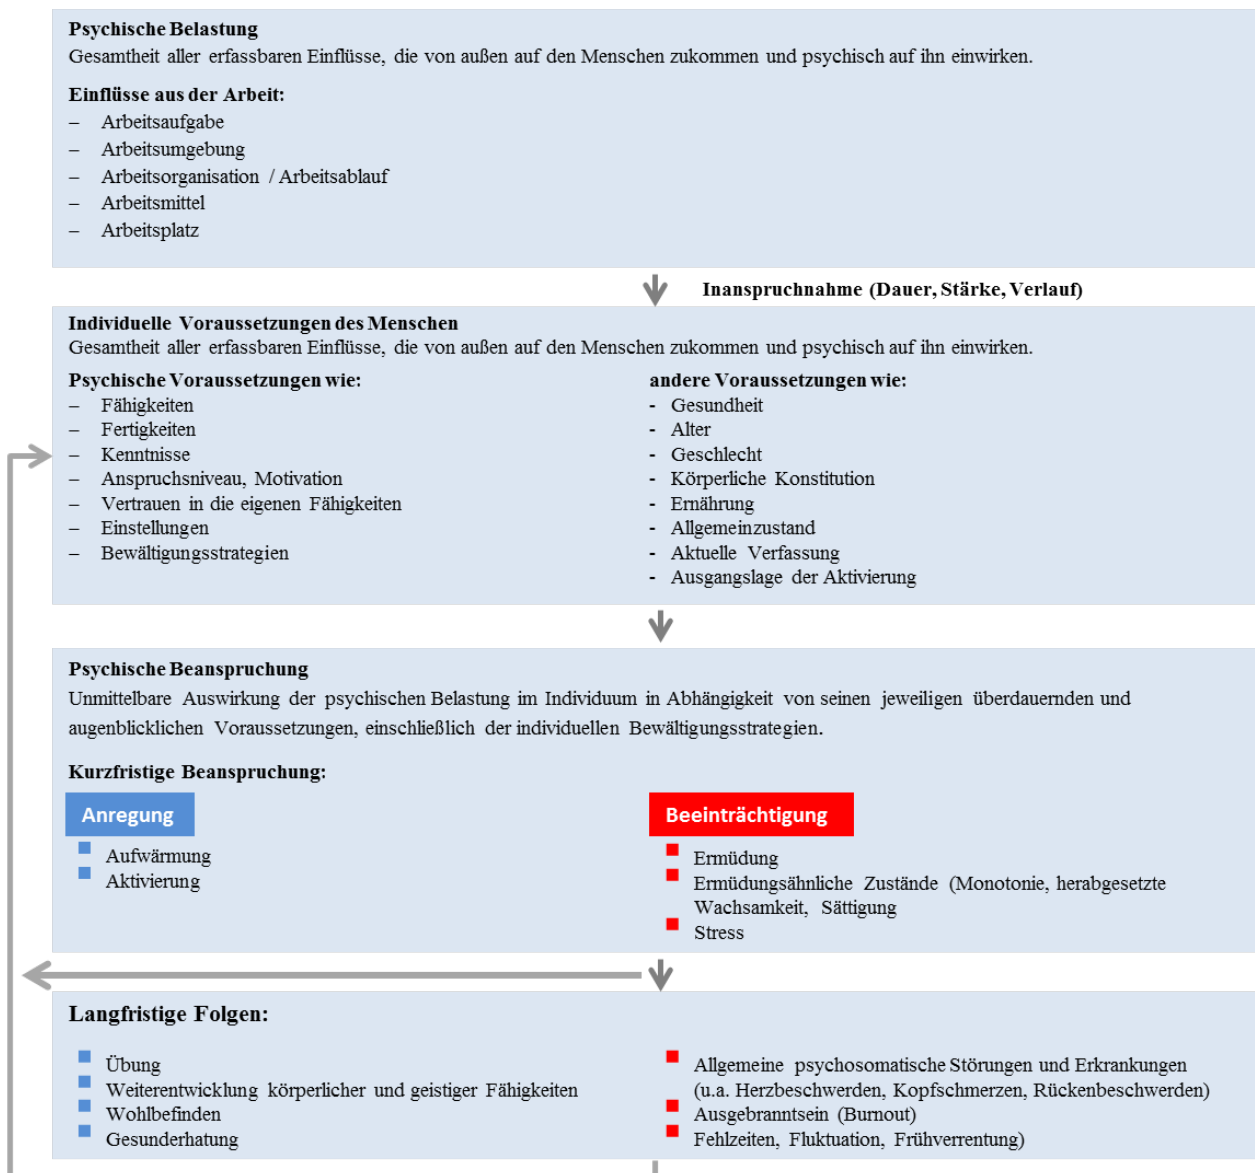 Psychische Belastung
Gesamtheit aller erfassbaren Einflüsse, die von außen auf den Menschen zukommen und psychisch auf ihn einwirken.
Einflüsse aus der Arbeit:
– Arbeitsaufgabe
– Arbeitsumgebung
– Arbeitsorganisation / Arbeitsablauf
– Arbeitsmittel
– Arbeitsplatz
Inanspruchnahme (Dauer, Stärke, Verlauf)
Individuelle Voraussetzungen des Menschen
Gesamtheit aller erfassbaren Einflüsse, die von außen auf den Menschen zukommen und psychisch auf ihn einwirken.
Psychische Voraussetzungen wie:
– Fähigkeiten
– Fertigkeiten
– Kenntnisse
– Anspruchsniveau, Motivation
– Vertrauen in die eigenen Fähigkeiten
– Einstellungen
– Bewältigungsstrategien
andere Voraussetzungen wie:
- Gesundheit
- Alter
- Geschlecht
- Körperliche Konstitution
- Ernährung
- Allgemeinzustand
- Aktuelle Verfassung
- Ausgangslage der Aktivierung
Psychische Beanspruchung
Unmittelbare Auswirkung der psychischen Belastung im Individuum in Abhängigkeit von seinen jeweiligen überdauernden und
augenblicklichen Voraussetzungen, einschließlich der individuellen Bewältigungsstrategien.
Kurzfristige Beanspruchung:
Anregung
Aufwärmung
Aktivierung
Beeinträchtigung
Ermüdung
Ermüdungsähnliche Zustände (Monotonie, herabgesetzte
Wachsamkeit, Sättigung
Stress
Langfristige Folgen:
Übung
Weiterentwicklung körperlicher und geistiger Fähigkeiten
Wohlbefinden
Gesunderhatung
Allgemeine psychosomatische Störungen und Erkrankungen
(u.a. Herzbeschwerden, Kopfschmerzen, Rückenbeschwerden)
Ausgebranntsein (Burnout)
Fehlzeiten, Fluktuation, Frühverrentung)